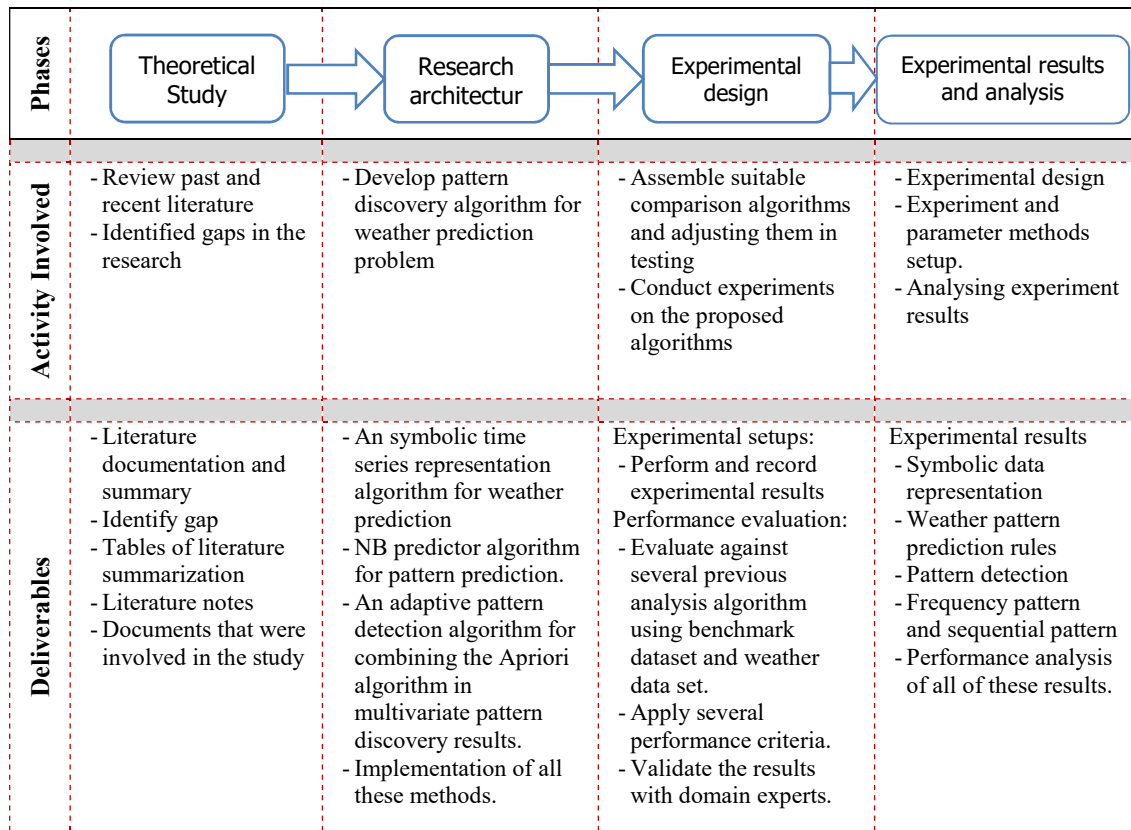 Phases
Theoretical
Study
Research
architectur
Experimental
design
Experimental results
and analysis
Activity Involved
- Review past and
recent literature
- Identified gaps in the
research
- Develop pattern
discovery algorithm for
weather prediction
problem
- Assemble suitable
comparison algorithms
and adjusting them in
testing
- Conduct experiments
on the proposed
algorithms
- Experimental design
- Experiment and
parameter methods
setup.
- Analysing experiment
results
Deliverables
- Literature
documentation and
summary
- Identify gap
- Tables of literature
summarization
- Literature notes
- Documents that were
involved in the study
- An symbolic time
series representation
algorithm for weather
prediction
- NB predictor algorithm
for pattern prediction.
- An adaptive pattern
detection algorithm for
combining the Apriori
algorithm in
multivariate pattern
discovery results.
- Implementation of all
these methods.
Experimental setups:
- Perform and record
experimental results
Performance evaluation:
- Evaluate against
several previous
analysis algorithm
using benchmark
dataset and weather
data set.
- Apply several
performance criteria.
- Validate the results
with domain experts.
Experimental results
- Symbolic data
representation
- Weather pattern
prediction rules
- Pattern detection
- Frequency pattern
and sequential pattern
- Performance analysis
of all of these results.